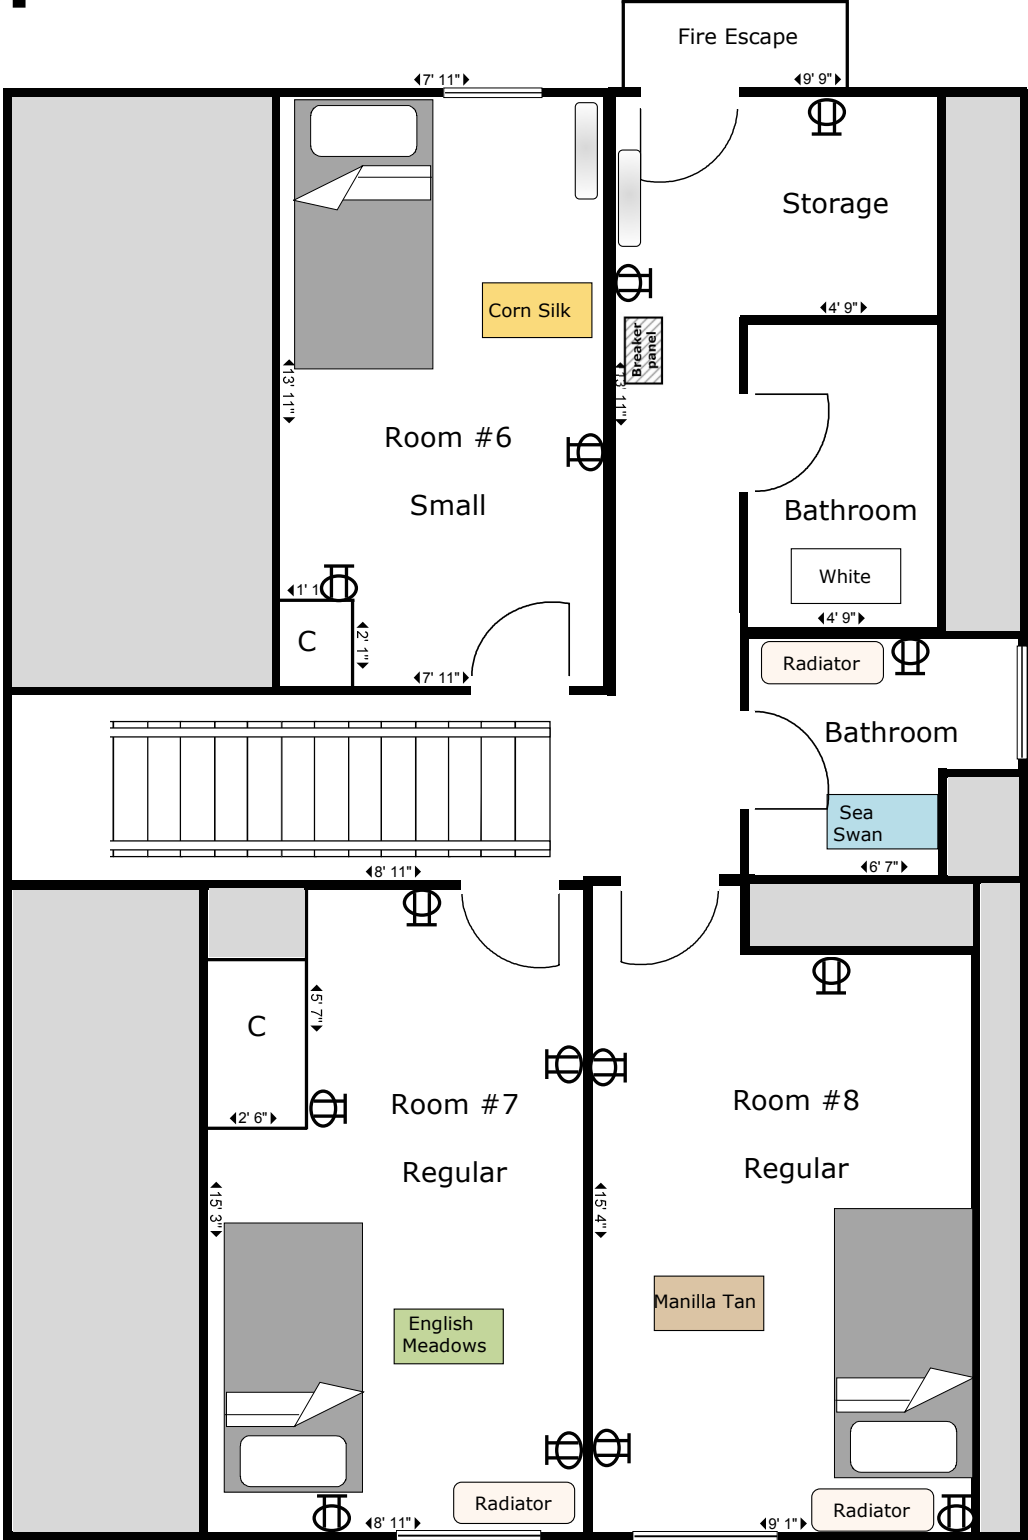 Fire Escape
7' 11"
9' 9"
Storage
Corn Silk
4' 9"
Breaker
panel
13' 11"
13' 11"
Room #6
Small
Bathroom
White
1' 1
C
2' 1"
4' 9"
7' 11"
Radiator
Bathroom
Sea
Swan
8' 11"
6' 7"
C
5' 7"
2' 6"
Room #7
Regular
Room #8
Regular
15' 3"
15' 4"
English
Meadows
Manilla Tan
Radiator
Radiator
8' 11"
9' 1"